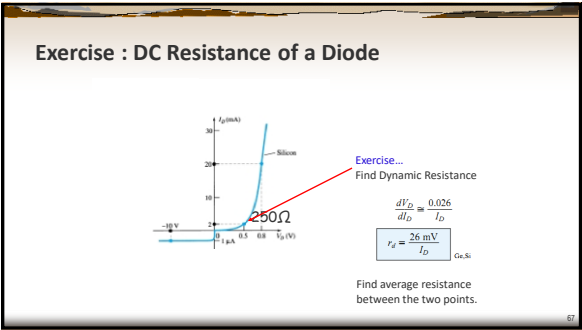 Exercise : DC Resistance of a Diode
I_D (mA)
30
Silicon
20
10
2
250Ω
–10 V
0
0.5
0.8
V_D (V)
1 μA
Exercise…
Find Dynamic Resistance
dV_D / dI_D ≅ 0.026 / I_D
r_d = 26 mV / I_D
Ge,Si
Find average resistance
between the two points.
67